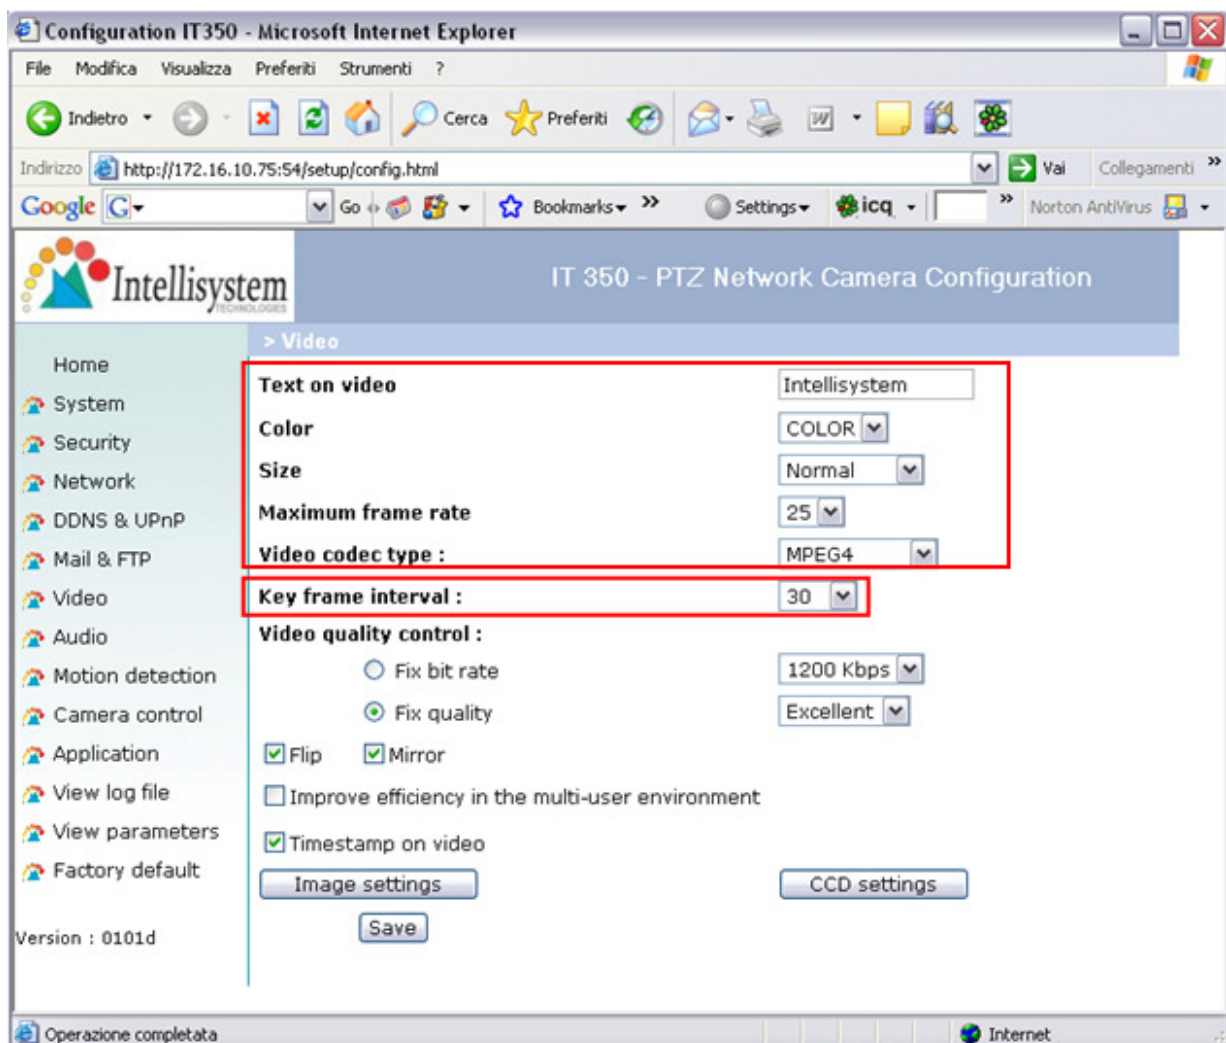 Configuration IT350 - Microsoft Internet Explorer
File Modifica Visualizza Preferiti Strumenti ?
Indietro Cerca Preferiti
Indirizzo http://172.16.10.75:54/setup/config.html Vai Collegamenti »
Google G Go Bookmarks » Settings icq » Norton AntiVirus
Intellisystem
TECHNOLOGIES
IT 350 - PTZ Network Camera Configuration
> Video
Home
System
Security
Network
DDNS & UPnP
Mail & FTP
Video
Audio
Motion detection
Camera control
Application
View log file
View parameters
Factory default
Version : 0101d
Text on video Intellisystem
Color COLOR
Size Normal
Maximum frame rate 25
Video codec type : MPEG4
Key frame interval : 30
Video quality control :
Fix bit rate 1200 Kbps
Fix quality Excellent
Flip Mirror
Improve efficiency in the multi-user environment
Timestamp on video
Image settings CCD settings
Save
Operazione completata Internet